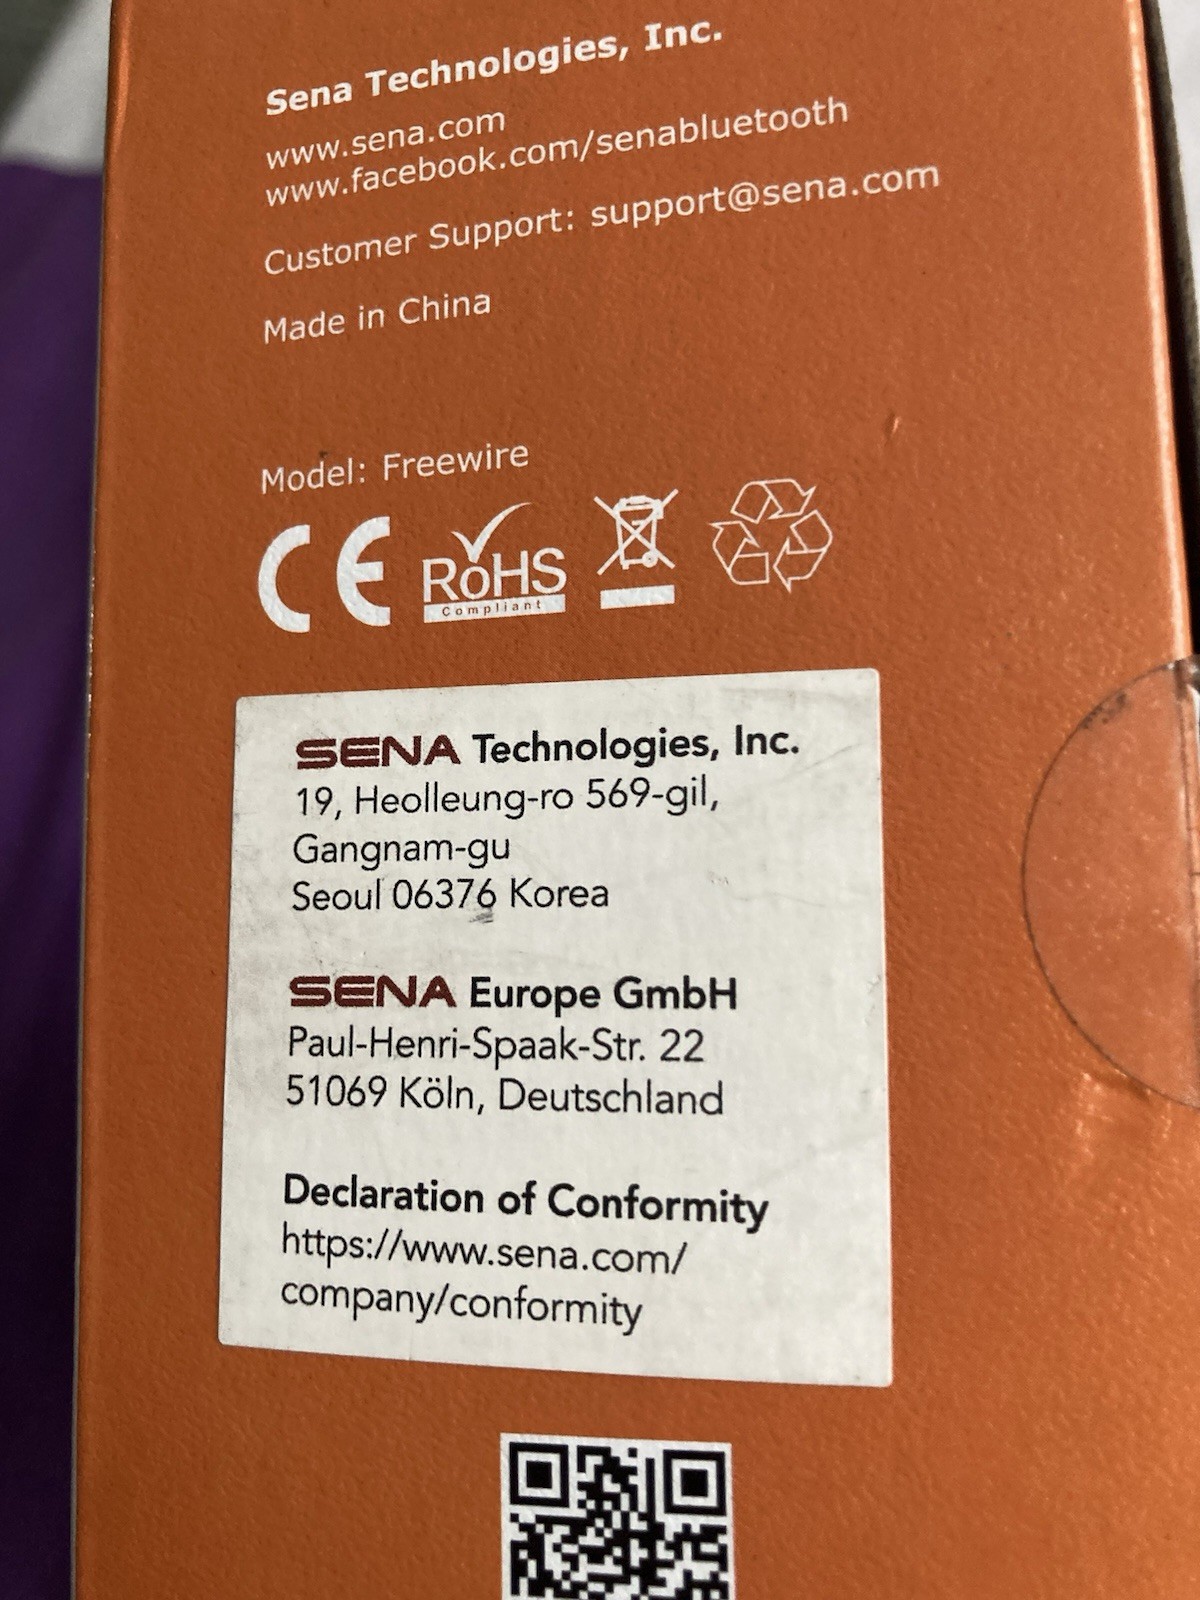 Sena Technologies, Inc.
www.sena.com
www.facebook.com/senabluetooth
Customer Support: support@sena.com
Made in China
Model: Freewire
CE RoHS
Compliant
SENA Technologies, Inc.
19, Heolleung-ro 569-gil,
Gangnam-gu
Seoul 06376 Korea
SENA Europe GmbH
Paul-Henri-Spaak-Str. 22
51069 Köln, Deutschland
Declaration of Conformity
https://www.sena.com/
company/conformity